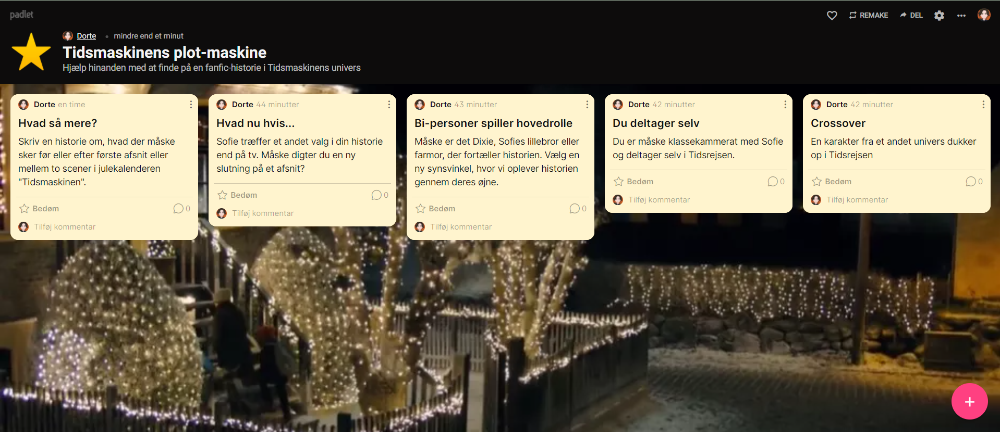 padlet
REMAKE
DEL
Dorte • mindre end et minut
Tidsmaskinens plot-maskine
Hjælp hinanden med at finde på en fanfic-historie i Tidsmaskinens univers
Dorte en time
Hvad så mere?
Skriv en historie om, hvad der måske
sker før eller efter første afsnit eller
mellem to scener i julekalenderen
"Tidsmaskinen".
Bedøm
0
Tilføj kommentar
Dorte 44 minutter
Hvad nu hvis...
Sofie træffer et andet valg i din historie
end på tv. Måske digter du en ny
slutning på et afsnit?
Bedøm
0
Tilføj kommentar
Dorte 43 minutter
Bi-personer spiller hovedrolle
Måske er det Dixie, Sofies lillebror eller
farmor, der fortæller historien. Vælg en
ny synsvinkel, hvor vi oplever historien
gennem deres øjne.
Bedøm
0
Tilføj kommentar
Dorte 42 minutter
Du deltager selv
Du er måske klassekammerat med Sofie
og deltager selv i Tidsrejsen.
Bedøm
0
Tilføj kommentar
Dorte 42 minutter
Crossover
En karakter fra et andet univers dukker
op i Tidsrejsen
Bedøm
0
Tilføj kommentar